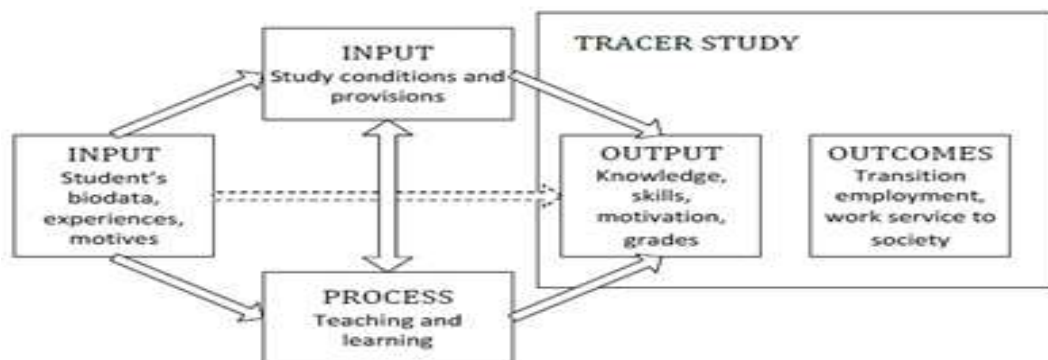 INPUT
Study conditions and
provisions
TRACER STUDY
INPUT
Student's
biodata,
experiences,
motives
OUTPUT
Knowledge,
skills,
motivation,
grades
OUTCOMES
Transition
employment,
work service to
society
PROCESS
Teaching and
learning